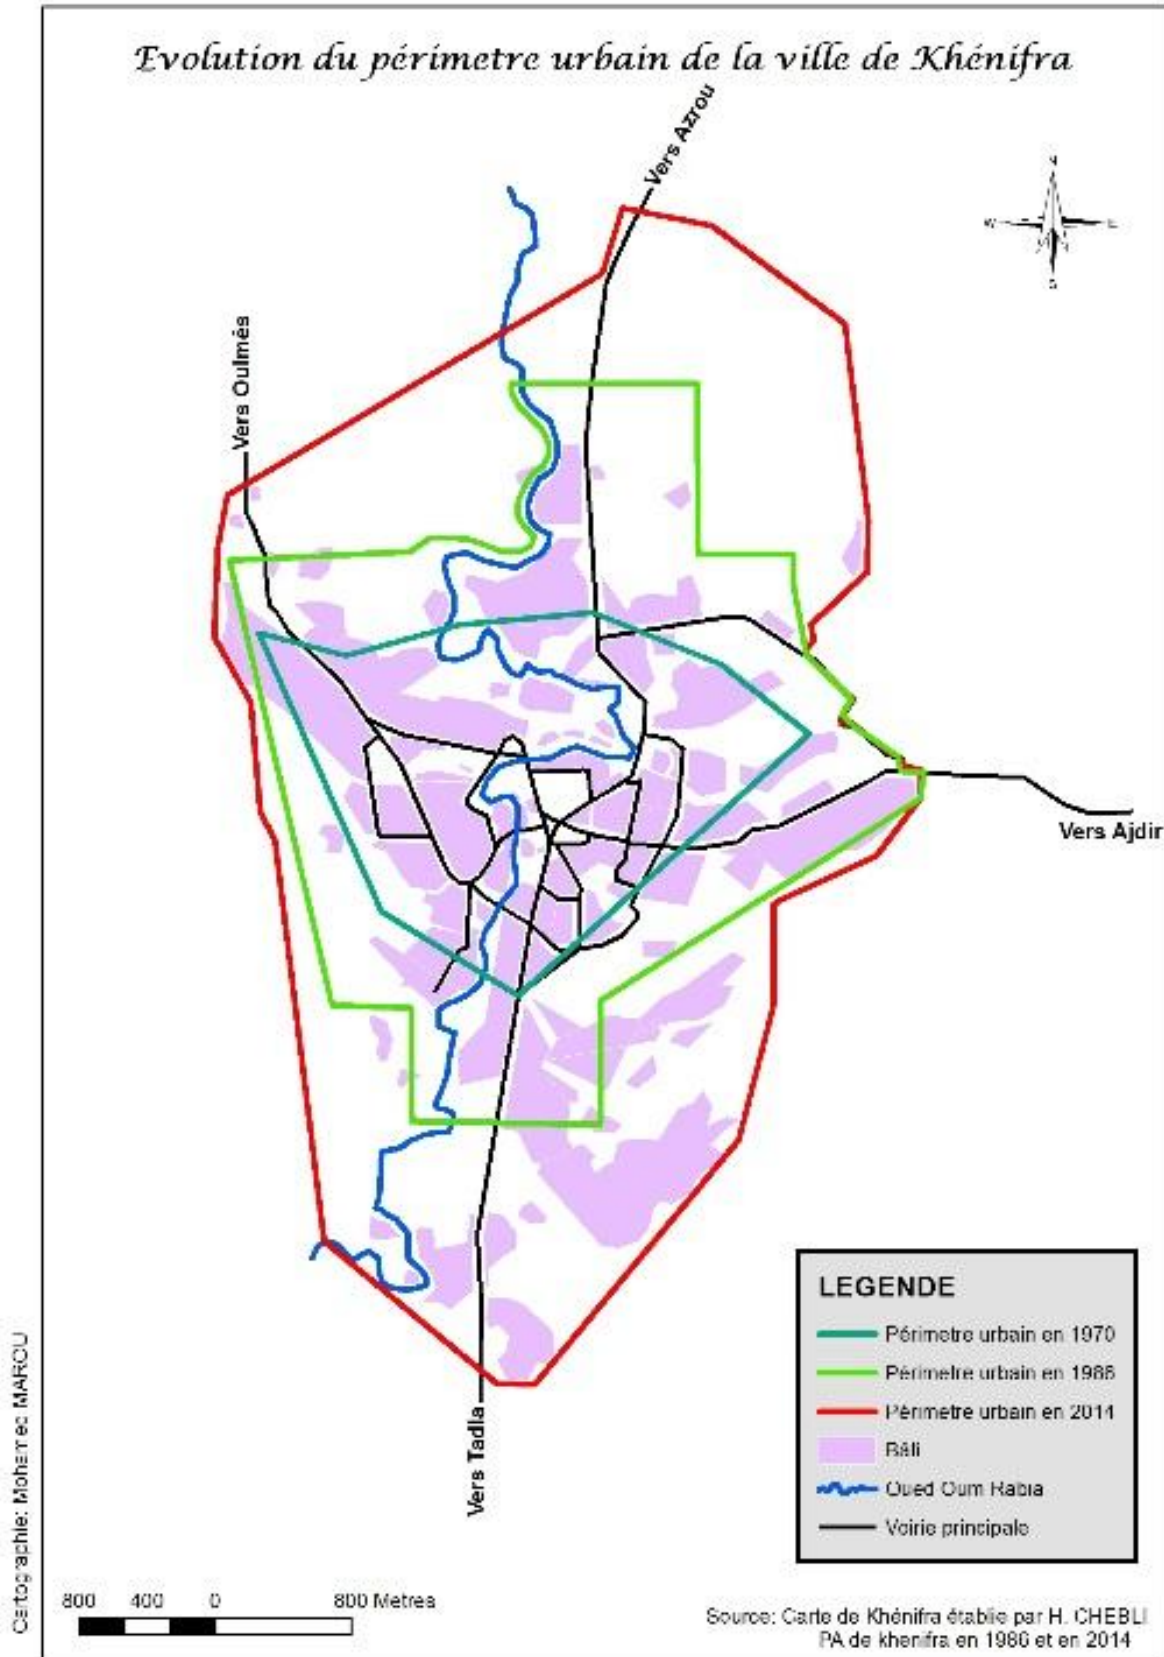 Evolution du périmetre urbain de la ville de Khénifra
Vers Azrou
N
W
E
S
Vers Oulmés
Vers Ajdir
Vers Tadla
LEGENDE
Périmetre urbain en 1970
Périmetre urbain en 1986
Périmetre urbain en 2014
Bâti
Oued Oum Rabia
Voirie principale
800 400 0 800 Metres
Source: Carte de Khénifra établie par H. CHEBLI
PA de khenifra en 1986 et en 2014
Cartographie: Mohamed MAROU